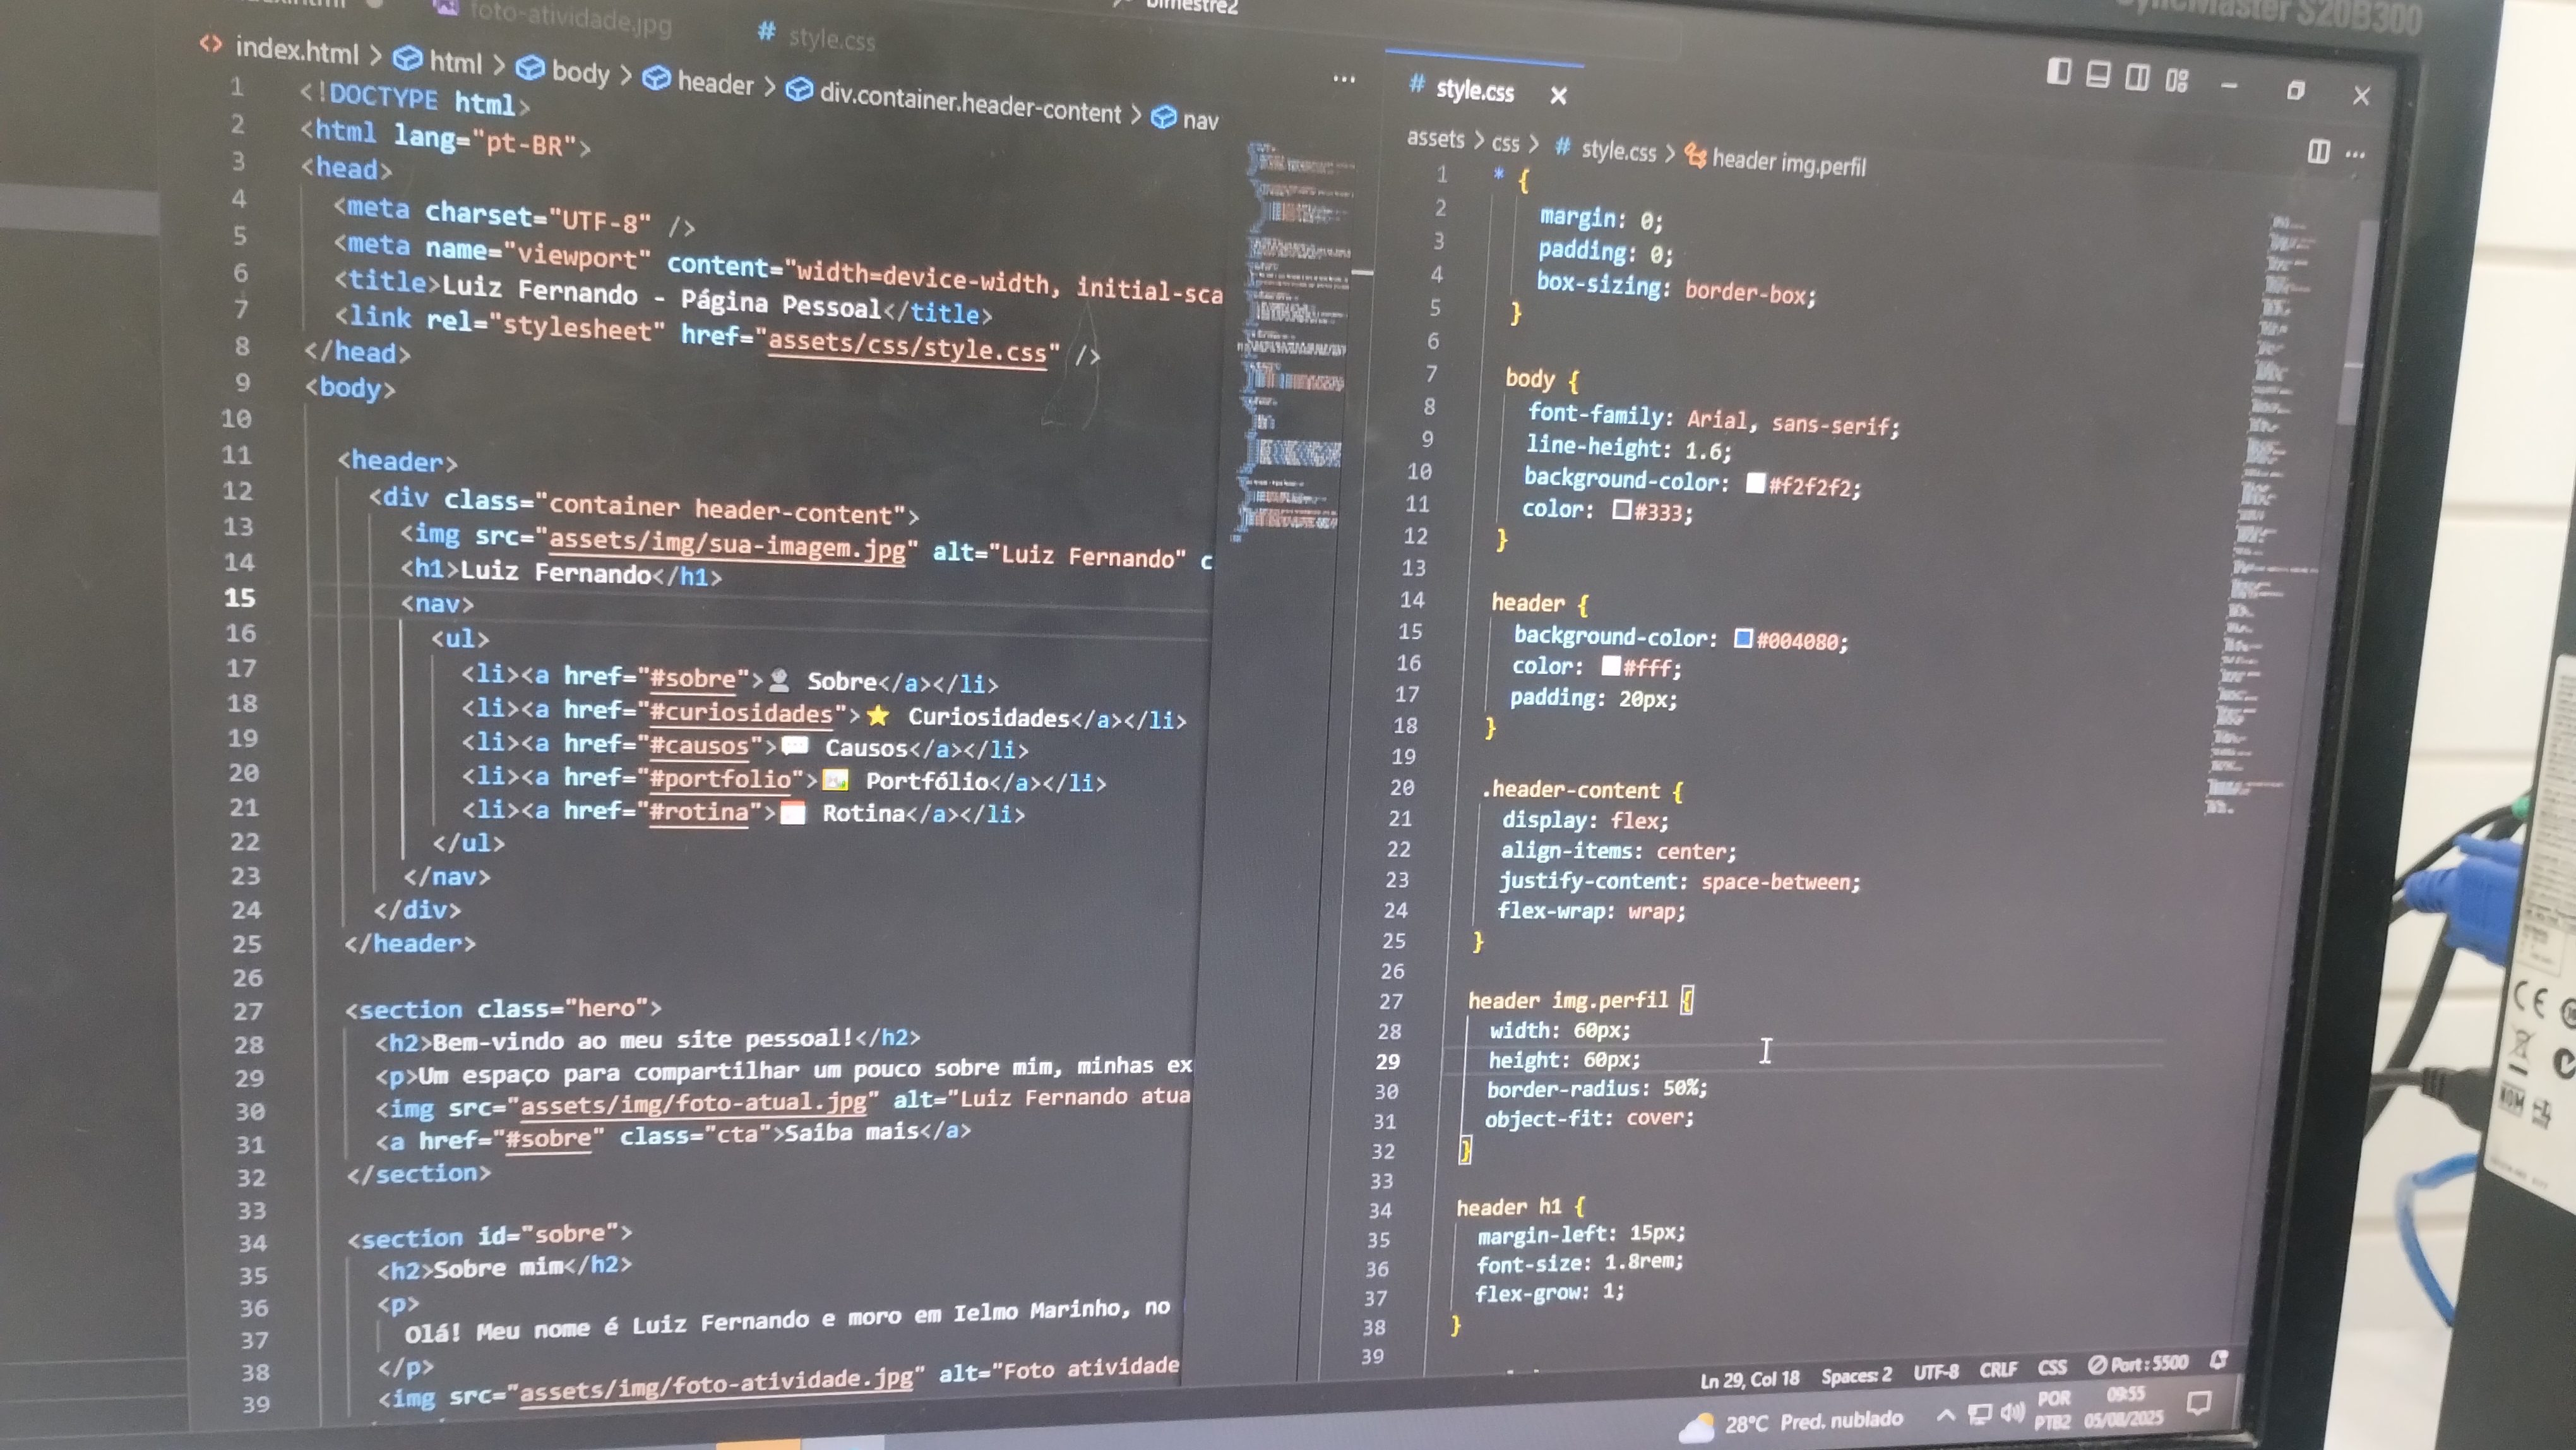 foto-atividade.jpg
# style.css
index.html > html > body > header > div.container.header-content > nav
1 <!DOCTYPE html>
2 <html lang="pt-BR">
3 <head>
4 <meta charset="UTF-8" />
5 <meta name="viewport" content="width=device-width, initial-sca
6 <title>Luiz Fernando - Página Pessoal</title>
7 <link rel="stylesheet" href="assets/css/style.css" />
8 </head>
9 <body>
10
11 <header>
12 <div class="container header-content">
13 <img src="assets/img/sua-imagem.jpg" alt="Luiz Fernando" c
14 <h1>Luiz Fernando</h1>
15 <nav>
16 <ul>
17 <li><a href="#sobre">👤 Sobre</a></li>
18 <li><a href="#curiosidades">⭐ Curiosidades</a></li>
19 <li><a href="#causos">💬 Causos</a></li>
20 <li><a href="#portfolio">🖼️ Portfólio</a></li>
21 <li><a href="#rotina">📅 Rotina</a></li>
22 </ul>
23 </nav>
24 </div>
25 </header>
26
27 <section class="hero">
28 <h2>Bem-vindo ao meu site pessoal!</h2>
29 <p>Um espaço para compartilhar um pouco sobre mim, minhas ex
30 <img src="assets/img/foto-atual.jpg" alt="Luiz Fernando atua
31 <a href="#sobre" class="cta">Saiba mais</a>
32 </section>
33
34 <section id="sobre">
35 <h2>Sobre mim</h2>
36 <p>
37 Olá! Meu nome é Luiz Fernando e moro em Ielmo Marinho, no
38 </p>
39 <img src="assets/img/foto-atividade.jpg" alt="Foto atividade
S20B300
# style.css
assets > css > # style.css > header img.perfil
1 * {
2 margin: 0;
3 padding: 0;
4 box-sizing: border-box;
5 }
6
7 body {
8 font-family: Arial, sans-serif;
9 line-height: 1.6;
10 background-color: #f2f2f2;
11 color: #333;
12 }
13
14 header {
15 background-color: #004080;
16 color: #fff;
17 padding: 20px;
18 }
19
20 .header-content {
21 display: flex;
22 align-items: center;
23 justify-content: space-between;
24 flex-wrap: wrap;
25 }
26
27 header img.perfil {
28 width: 60px;
29 height: 60px;
30 border-radius: 50%;
31 object-fit: cover;
32 }
33
34 header h1 {
35 margin-left: 15px;
36 font-size: 1.8rem;
37 flex-grow: 1;
38 }
39
Ln 29, Col 18 Spaces: 2 UTF-8 CRLF CSS Port : 5500
28°C Pred. nublado
POR
PTB2
09:55
05/08/2025
CE